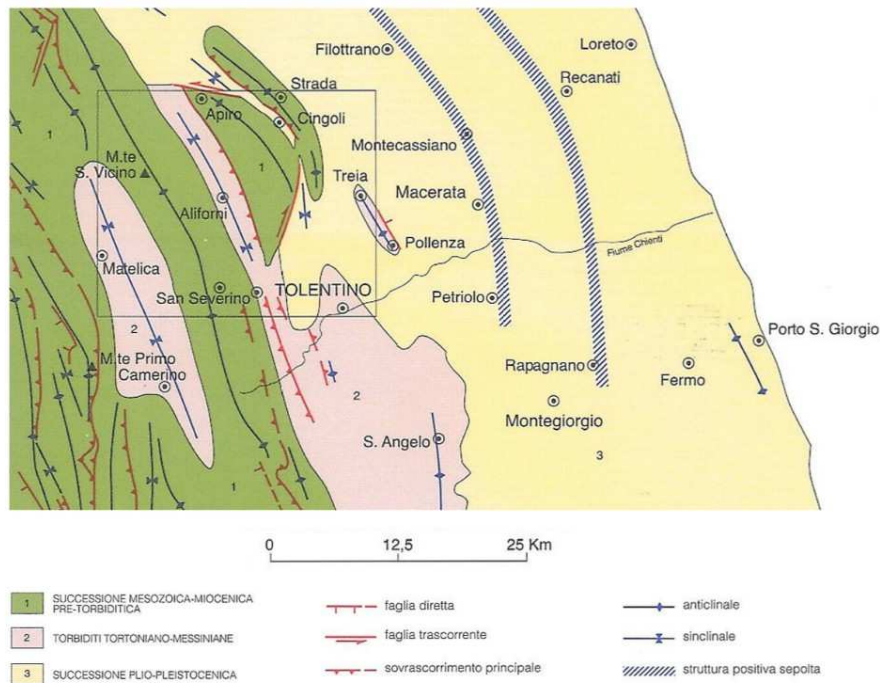 Filottrano
Loreto
Recanati
Strada
Apiro
Cingoli
1
1
M.te
S. Vicino
Montecassiano
Treia
Macerata
Aliforni
Pollenza
Fiume Chienti
Matelica
San Severino
TOLENTINO
Petriolo
2
Porto S. Giorgio
M.te Primo
Camerino
Rapagnano
Fermo
2
Montegiorgio
S. Angelo
3
1
0 12,5 25 Km
1 SUCCESSIONE MESOZOICA-MIOCENICA
PRE-TORBIDITICA
faglia diretta
anticlinale
2 TORBIDITI TORTONIANO-MESSINIANE
faglia trascorrente
sinclinale
3 SUCCESSIONE PLIO-PLEISTOCENICA
sovrascorrimento principale
struttura positiva sepolta